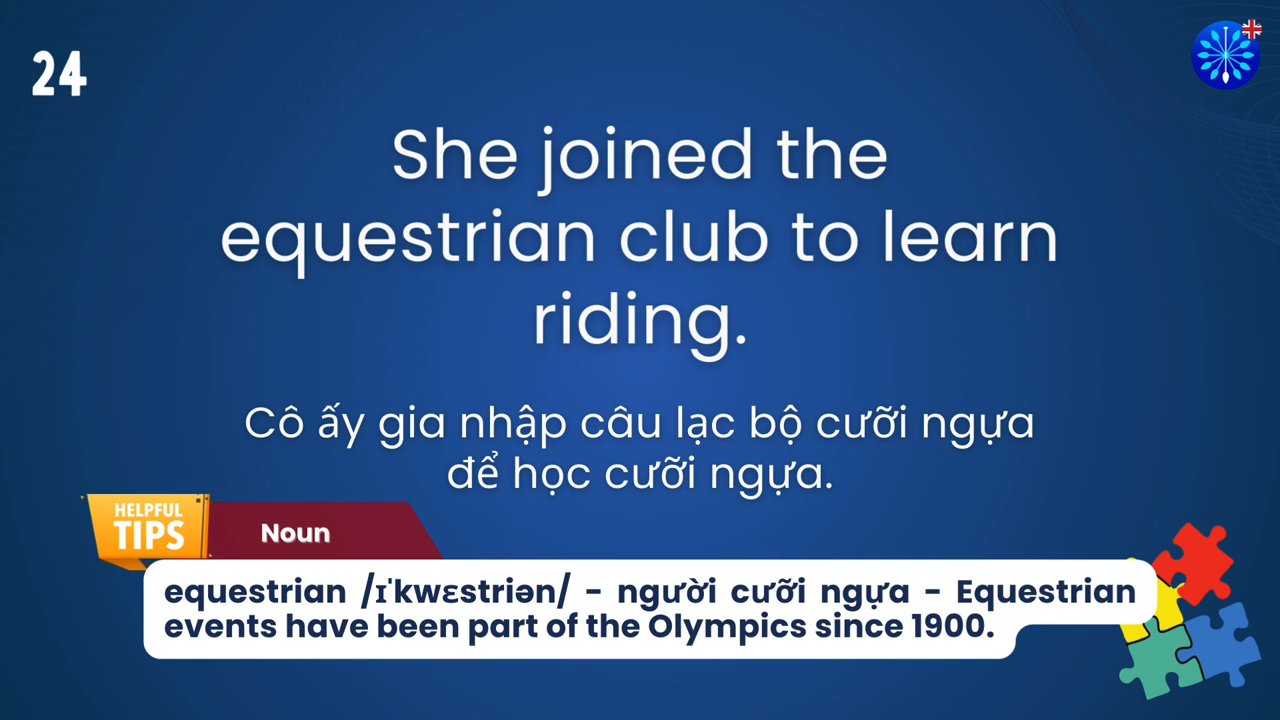 24
She joined the
equestrian club to learn
riding.
Cô ấy gia nhập câu lạc bộ cưỡi ngựa
để học cưỡi ngựa.
HELPFUL
TIPS
Noun
equestrian /ɪˈkwɛstriən/ - người cưỡi ngựa - Equestrian
events have been part of the Olympics since 1900.